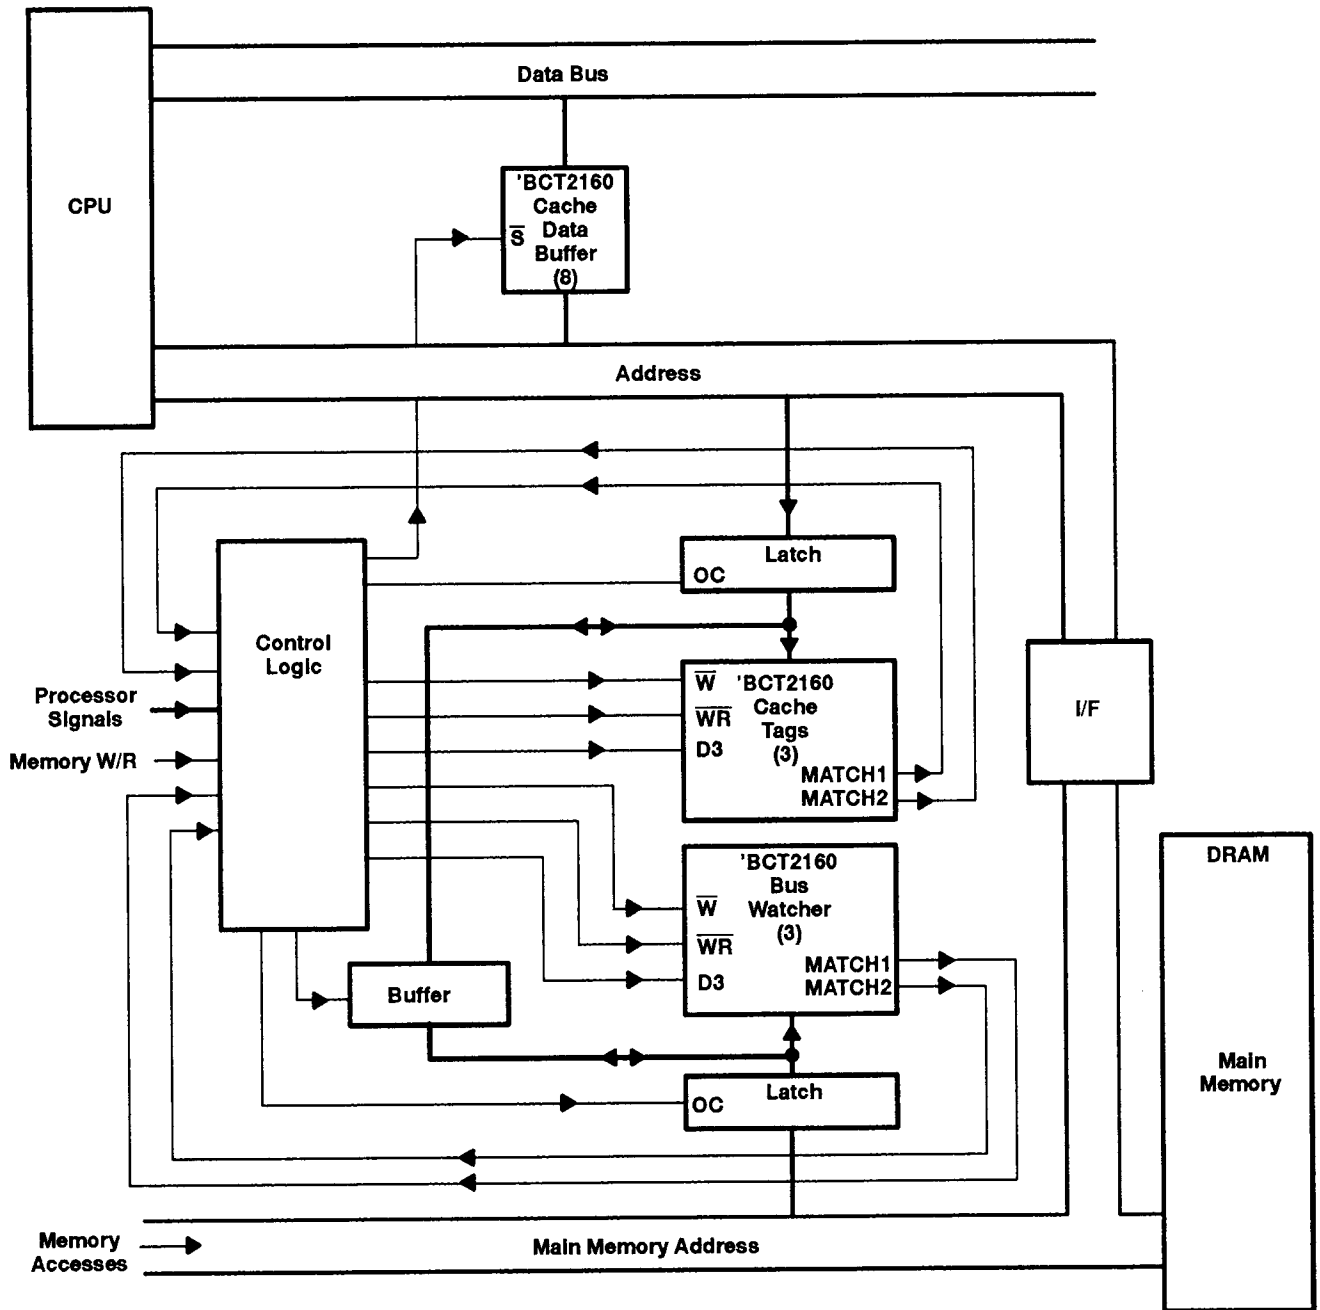 Data Bus
CPU
'BCT2160
Cache
Data
Buffer
(8)
S̅
Address
Latch
OC
Control
Logic
Processor
Signals
Memory W/R
W̅
W̅R̅
D3
'BCT2160
Cache
Tags
(3)
MATCH1
MATCH2
I/F
'BCT2160
Bus
Watcher
(3)
W̅
W̅R̅
D3
MATCH1
MATCH2
Buffer
Latch
OC
DRAM
Main
Memory
Memory
Accesses
Main Memory Address